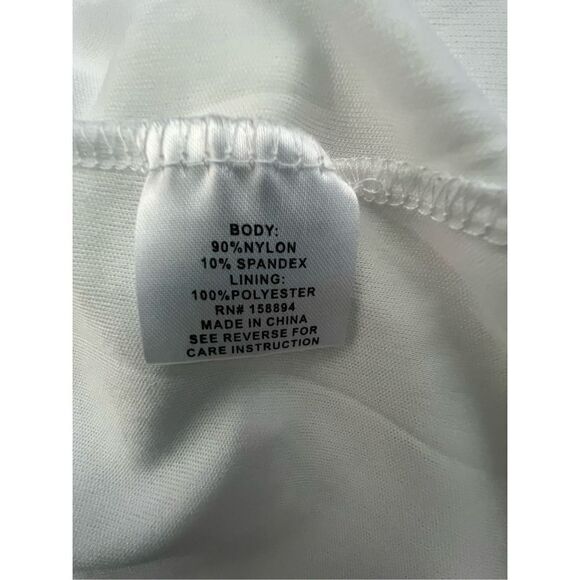 BODY:
90%NYLON
10% SPANDEX
LINING:
100%POLYESTER
RN# 158894
MADE IN CHINA
SEE REVERSE FOR
CARE INSTRUCTION